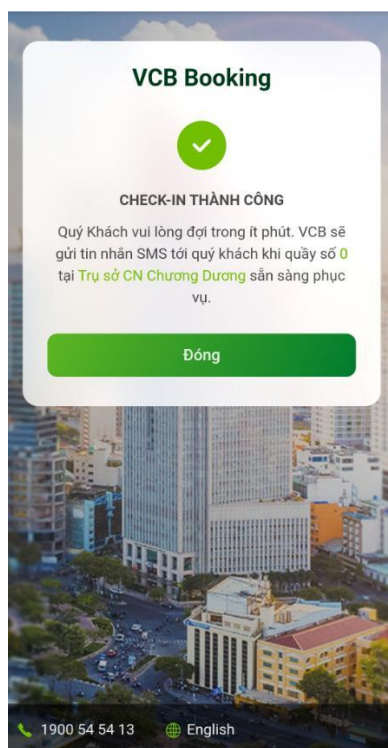 VCB Booking
CHECK-IN THÀNH CÔNG
Quý Khách vui lòng đợi trong ít phút. VCB sẽ
gửi tin nhắn SMS tới quý khách khi quầy số 0
tại Trụ sở CN Chương Dương sẵn sàng phục
vụ.
Đóng
1900 54 54 13
English